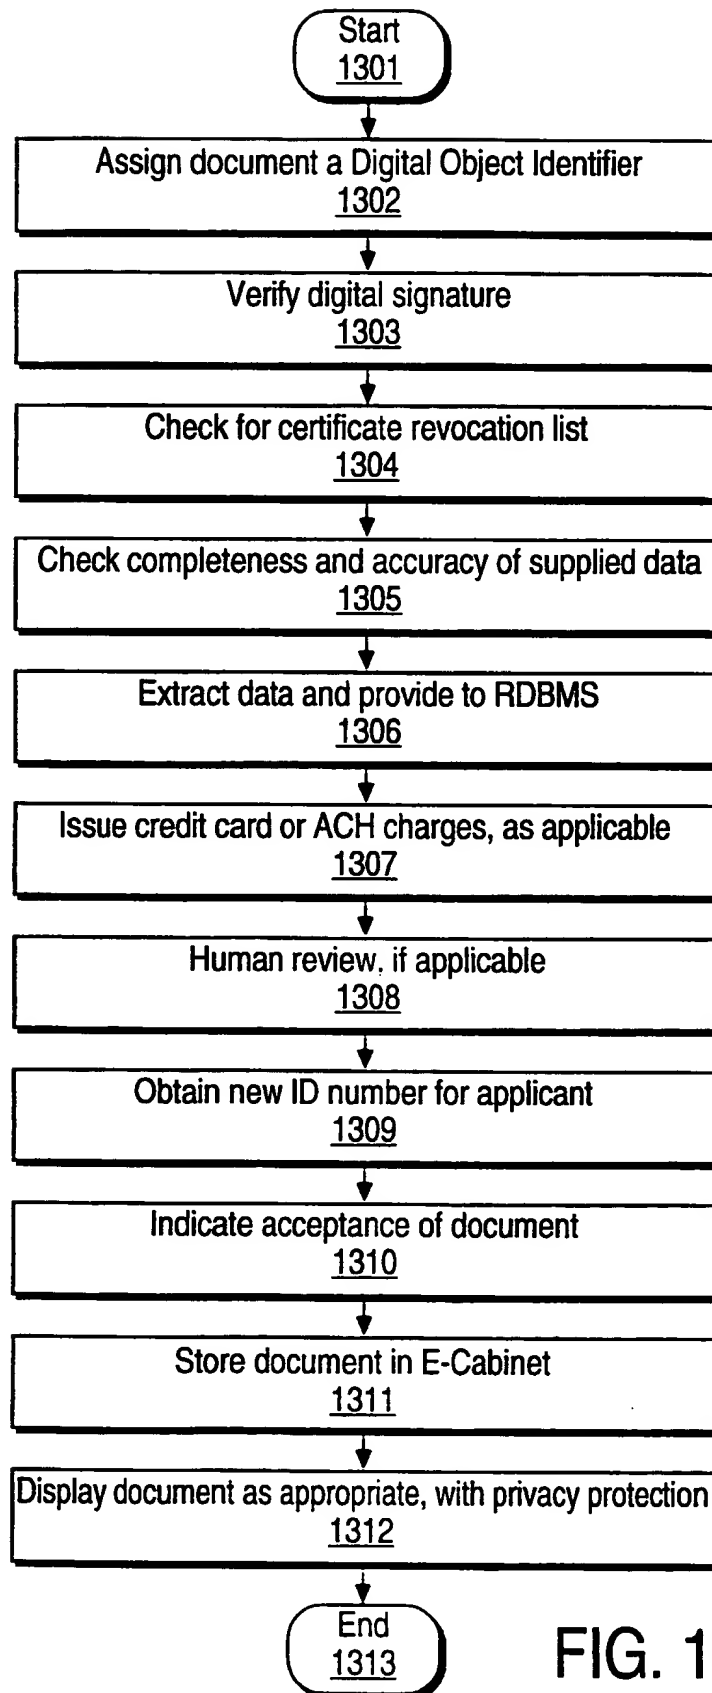 Start
1301
Assign document a Digital Object Identifier
1302
Verify digital signature
1303
Check for certificate revocation list
1304
Check completeness and accuracy of supplied data
1305
Extract data and provide to RDBMS
1306
Issue credit card or ACH charges, as applicable
1307
Human review, if applicable
1308
Obtain new ID number for applicant
1309
Indicate acceptance of document
1310
Store document in E-Cabinet
1311
Display document as appropriate, with privacy protection
1312
End
1313
FIG. 1